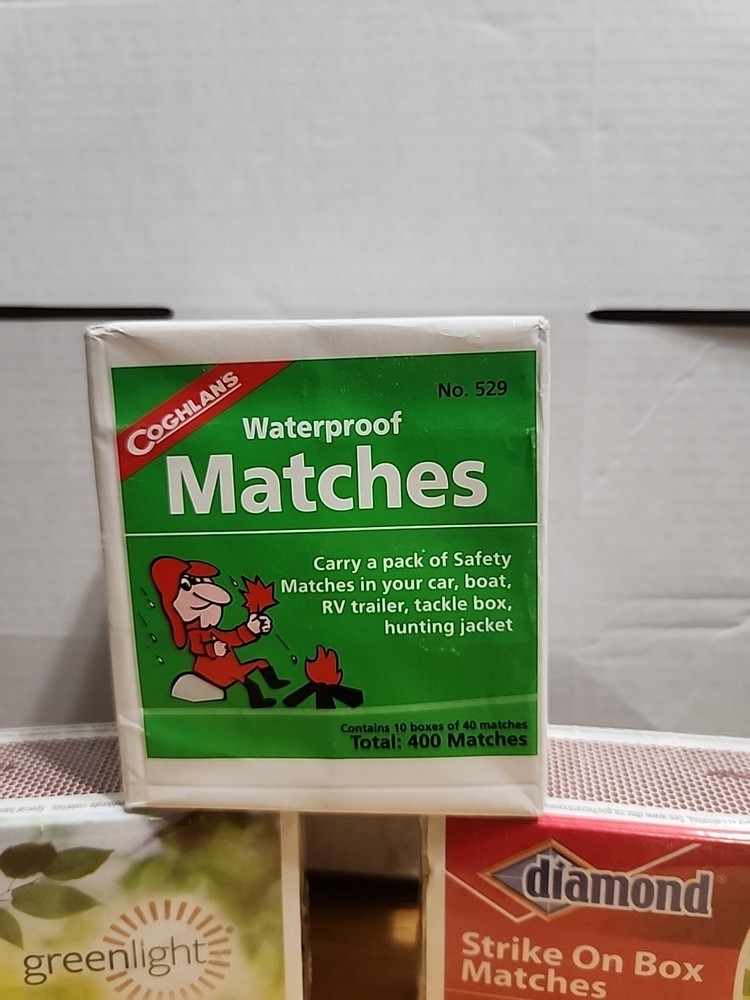 COGHLAN'S
No. 529
Waterproof
Matches
Carry a pack of Safety
Matches in your car, boat,
RV trailer, tackle box,
hunting jacket
Contains 10 boxes of 40 matches
Total: 400 Matches
greenlight
diamond
Strike On Box
Matches